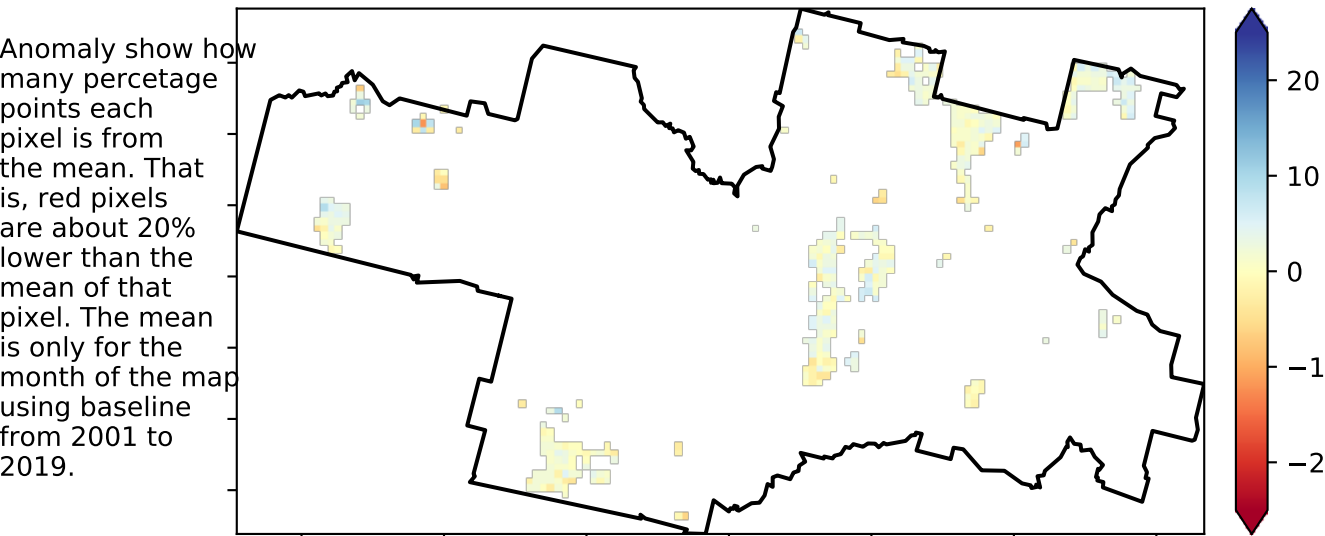 Anomaly show how
many percetage
points each
pixel is from
the mean. That
is, red pixels
are about 20%
lower than the
mean of that
pixel. The mean
is only for the
month of the map
using baseline
from 2001 to
2019.
20
10
0
−1
−2